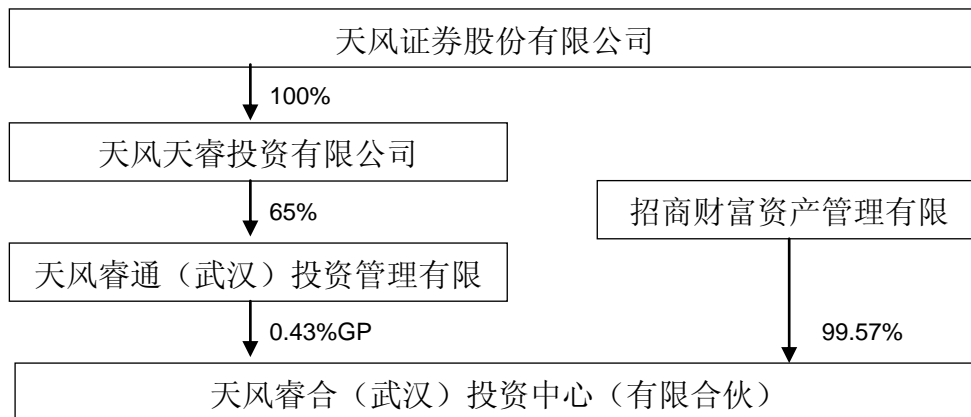 天风证券股份有限公司
100%
天风天睿投资有限公司
65%
招商财富资产管理有限
天风睿通（武汉）投资管理有限
0.43%GP
99.57%
天风睿合（武汉）投资中心（有限合伙）